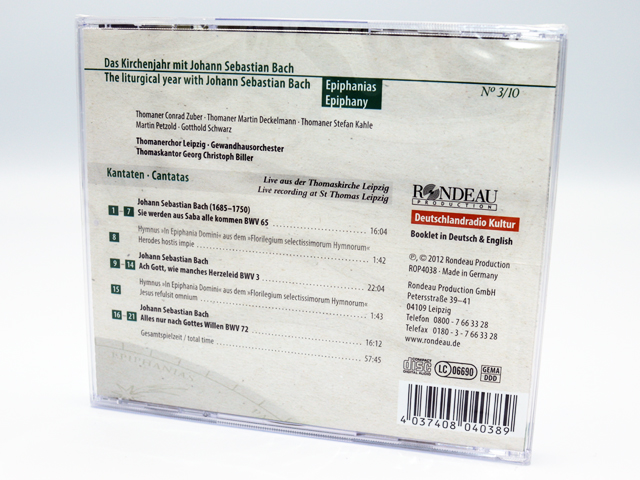 Das Kirchenjahr mit Johann Sebastian Bach
The liturgical year with Johann Sebastian Bach
Epiphanias
Epiphany
Nº 3/10
Thomaner Conrad Zuber · Thomaner Martin Deckelmann · Thomaner Stefan Kahle
Martin Petzold · Gotthold Schwarz
Thomanerchor Leipzig · Gewandhausorchester
Thomaskantor Georg Christoph Biller
Kantaten · Cantatas
Live aus der Thomaskirche Leipzig
Live recording at St Thomas Leipzig
Johann Sebastian Bach (1685–1750)
1 – 7 Sie werden aus Saba alle kommen BWV 65 16:04
Hymnus »In Epiphania Domini« aus dem »Florilegium selectissimorum Hymnorum«
8 Herodes hostis impie 1:42
Johann Sebastian Bach
9 – 14 Ach Gott, wie manches Herzeleid BWV 3 22:04
Hymnus »In Epiphania Domini« aus dem »Florilegium selectissimorum Hymnorum«
15 Jesus refulsit omnium 1:43
Johann Sebastian Bach
16 – 21 Alles nur nach Gottes Willen BWV 72 16:12
Gesamtspielzeit / total time 57:45
RONDEAU
PRODUCTION
Deutschlandradio Kultur
Booklet in Deutsch & English
℗, © 2012 Rondeau Production
ROP4038 · Made in Germany
Rondeau Production GmbH
Petersstraße 39–41
04109 Leipzig
Telefon 0800 - 7 66 33 28
Telefax 0180 - 3 - 7 66 33 28
www.rondeau.de
COMPACT
disc
DIGITAL AUDIO
LC 06690
GEMA
DDD
4 037408 040389
EPIPHANIAS